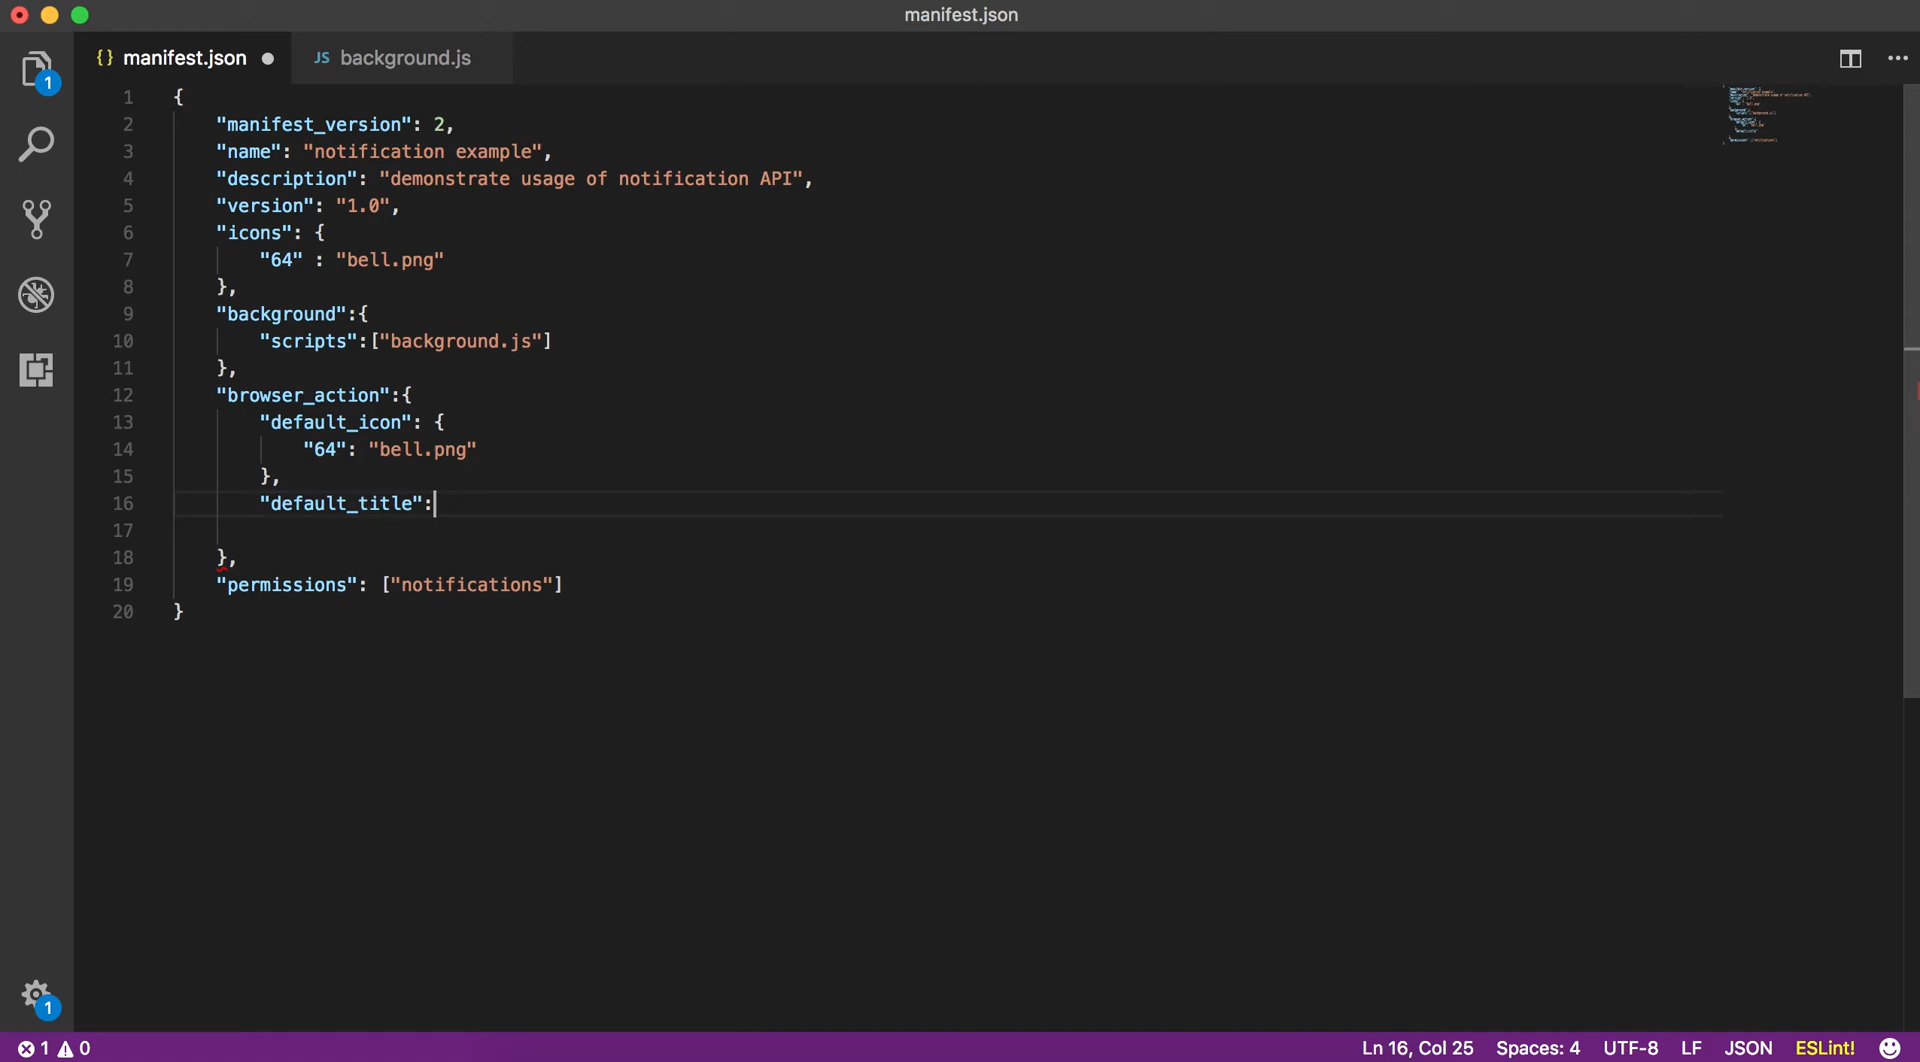 manifest.json
{} manifest.json ● JS background.js
1
1 {
2 "manifest_version": 2,
3 "name": "notification example",
4 "description": "demonstrate usage of notification API",
5 "version": "1.0",
6 "icons": {
7 "64" : "bell.png"
8 },
9 "background":{
10 "scripts":["background.js"]
11 },
12 "browser_action":{
13 "default_icon": {
14 "64": "bell.png"
15 },
16 "default_title":
17
18 },
19 "permissions": ["notifications"]
20 }
1
1 0 Ln 16, Col 25 Spaces: 4 UTF-8 LF JSON ESLint!